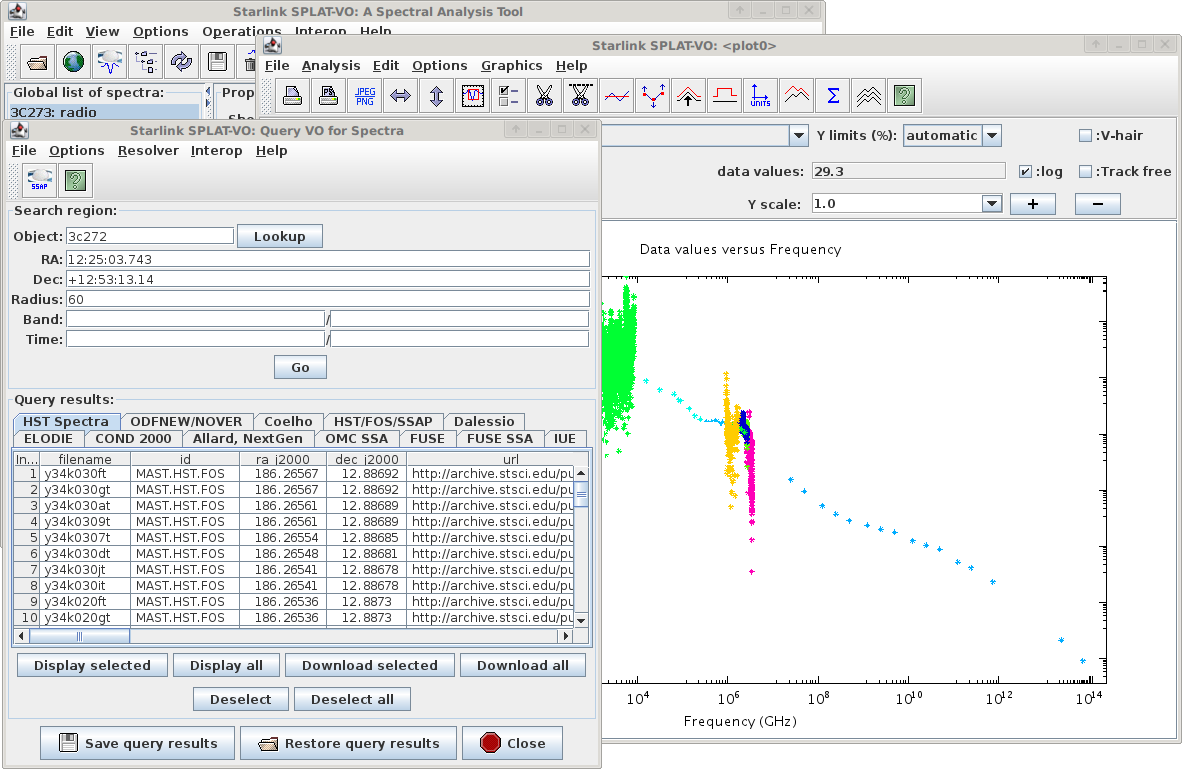 Starlink SPLAT-VO: A Spectral Analysis Tool
File Edit View Options Operations Interop Help
Global list of spectra:
3C273: radio
Starlink SPLAT-VO: <plot0>
File Analysis Edit Options Graphics Help
JPEG PNG
UNITS
Σ
?
Y limits (%): automatic :V-hair
data values: 29.3 :log :Track free
Y scale: 1.0 + −
Data values versus Frequency
10⁴ 10⁶ 10⁸ 10¹⁰ 10¹² 10¹⁴
Frequency (GHz)
Starlink SPLAT-VO: Query VO for Spectra
File Options Resolver Interop Help
SSAP ?
Search region:
Object: 3c272 Lookup
RA: 12:25:03.743
Dec: +12:53:13.14
Radius: 60
Band: /
Time: /
Go
Query results:
HST Spectra ODFNEW/NOVER Coelho HST/FOS/SSAP Dalessio
ELODIE COND 2000 Allard, NextGen OMC SSA FUSE FUSE SSA IUE
In... filename id ra_j2000 dec_j2000 url
1 y34k030ft MAST.HST.FOS 186.26567 12.88692 http://archive.stsci.edu/pu
2 y34k030gt MAST.HST.FOS 186.26567 12.88692 http://archive.stsci.edu/pu
3 y34k030at MAST.HST.FOS 186.26561 12.88689 http://archive.stsci.edu/pu
4 y34k0309t MAST.HST.FOS 186.26561 12.88689 http://archive.stsci.edu/pu
5 y34k0307t MAST.HST.FOS 186.26554 12.88685 http://archive.stsci.edu/pu
6 y34k030dt MAST.HST.FOS 186.26548 12.88681 http://archive.stsci.edu/pu
7 y34k030jt MAST.HST.FOS 186.26541 12.88678 http://archive.stsci.edu/pu
8 y34k030it MAST.HST.FOS 186.26541 12.88678 http://archive.stsci.edu/pu
9 y34k020ft MAST.HST.FOS 186.26536 12.8873 http://archive.stsci.edu/pu
10 y34k020gt MAST.HST.FOS 186.26536 12.8873 http://archive.stsci.edu/pu
Display selected Display all Download selected Download all
Deselect Deselect all
Save query results Restore query results Close